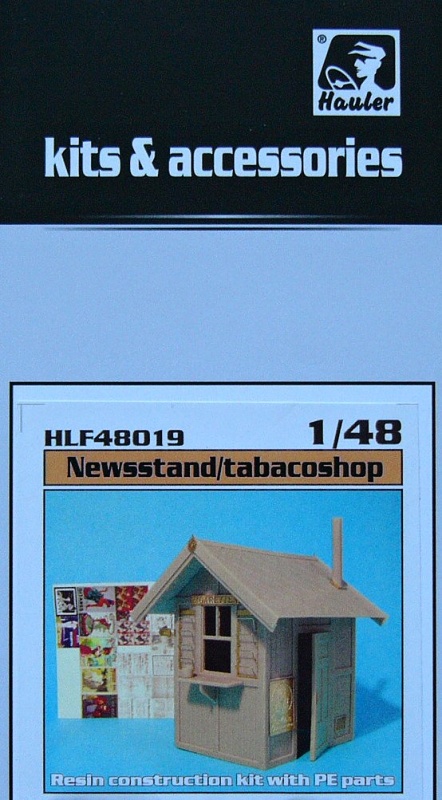 ®
Hauler
kits & accessories
HLF48019 1/48
Newsstand/tabacoshop
Resin construction kit with PE parts